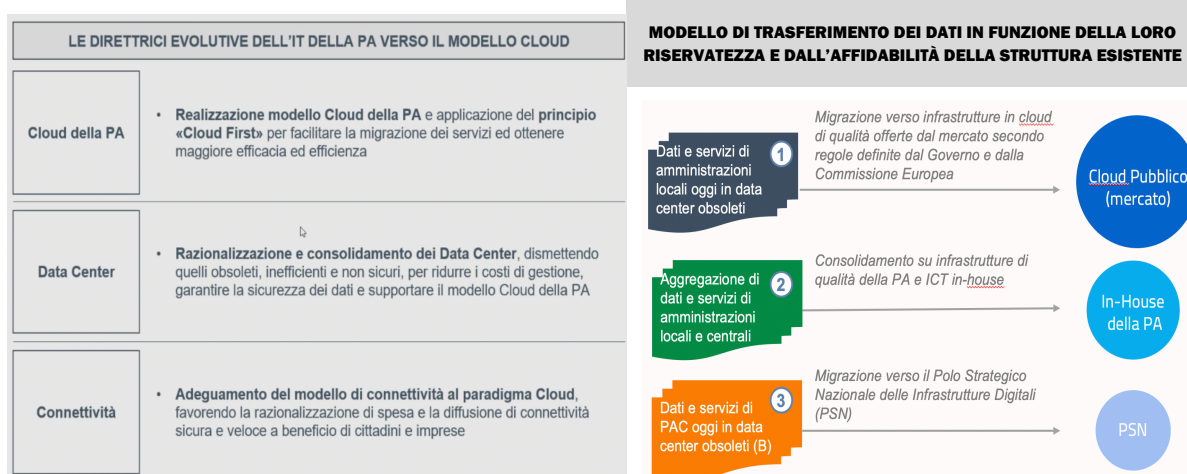 LE DIRETTRICI EVOLUTIVE DELL'IT DELLA PA VERSO IL MODELLO CLOUD
Cloud della PA
• Realizzazione modello Cloud della PA e applicazione del principio
«Cloud First» per facilitare la migrazione dei servizi ed ottenere
maggiore efficacia ed efficienza
Data Center
• Razionalizzazione e consolidamento dei Data Center, dismettendo
quelli obsoleti, inefficienti e non sicuri, per ridurre i costi di gestione,
garantire la sicurezza dei dati e supportare il modello Cloud della PA
Connettività
• Adeguamento del modello di connettività al paradigma Cloud,
favorendo la razionalizzazione di spesa e la diffusione di connettività
sicura e veloce a beneficio di cittadini e imprese
MODELLO DI TRASFERIMENTO DEI DATI IN FUNZIONE DELLA LORO
RISERVATEZZA E DALL'AFFIDABILITÀ DELLA STRUTTURA ESISTENTE
Dati e servizi di
amministrazioni
locali oggi in data
center obsoleti
1
Migrazione verso infrastrutture in cloud
di qualità offerte dal mercato secondo
regole definite dal Governo e dalla
Commissione Europea
Cloud Pubblico
(mercato)
Aggregazione di
dati e servizi di
amministrazioni
locali e centrali
2
Consolidamento su infrastrutture di
qualità della PA e ICT in-house
In-House
della PA
Dati e servizi di
PAC oggi in data
center obsoleti (B)
3
Migrazione verso il Polo Strategico
Nazionale delle Infrastrutture Digitali
(PSN)
PSN